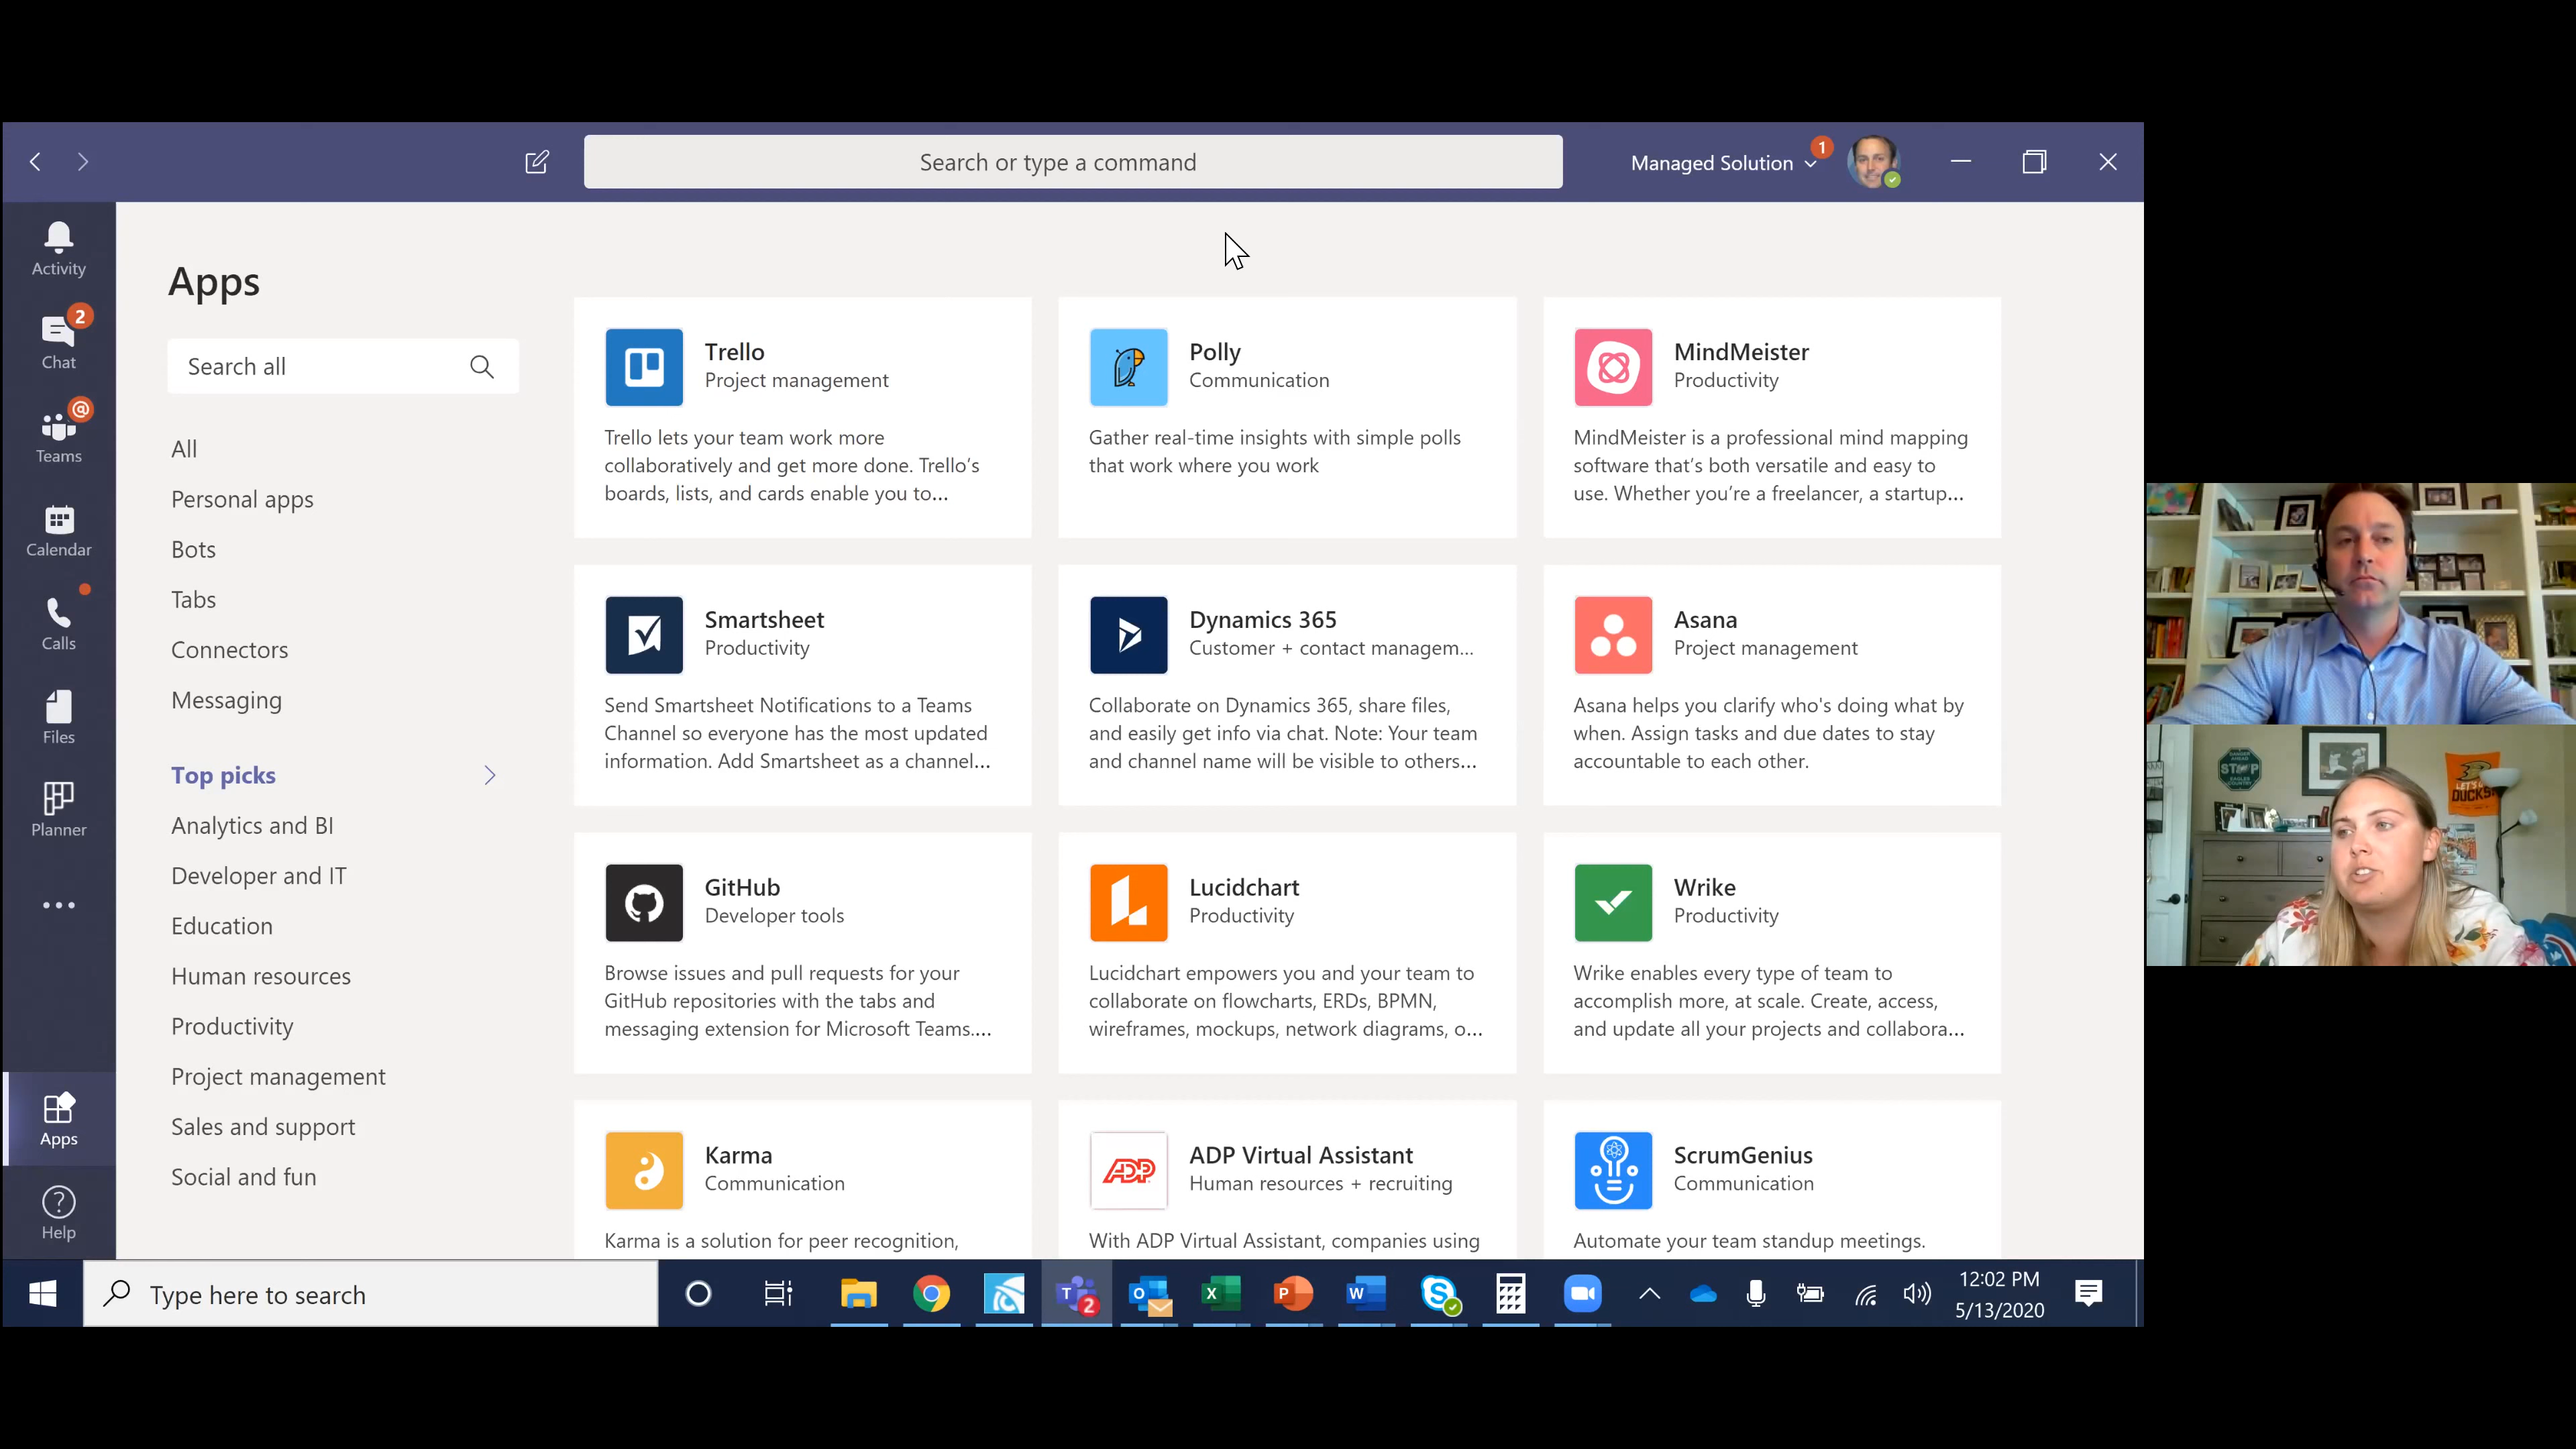 Search or type a command
Managed Solution
1
Activity
2
Chat
@
Teams
Calendar
Calls
Files
Planner
Apps
Help
Apps
Search all
All
Personal apps
Bots
Tabs
Connectors
Messaging
Top picks
Analytics and BI
Developer and IT
Education
Human resources
Productivity
Project management
Sales and support
Social and fun
Trello
Project management
Trello lets your team work more
collaboratively and get more done. Trello's
boards, lists, and cards enable you to...
Polly
Communication
Gather real-time insights with simple polls
that work where you work
MindMeister
Productivity
MindMeister is a professional mind mapping
software that's both versatile and easy to
use. Whether you're a freelancer, a startup...
Smartsheet
Productivity
Send Smartsheet Notifications to a Teams
Channel so everyone has the most updated
information. Add Smartsheet as a channel...
Dynamics 365
Customer + contact managem...
Collaborate on Dynamics 365, share files,
and easily get info via chat. Note: Your team
and channel name will be visible to others...
Asana
Project management
Asana helps you clarify who's doing what by
when. Assign tasks and due dates to stay
accountable to each other.
GitHub
Developer tools
Browse issues and pull requests for your
GitHub repositories with the tabs and
messaging extension for Microsoft Teams....
Lucidchart
Productivity
Lucidchart empowers you and your team to
collaborate on flowcharts, ERDs, BPMN,
wireframes, mockups, network diagrams, o...
Wrike
Productivity
Wrike enables every type of team to
accomplish more, at scale. Create, access,
and update all your projects and collabora...
Karma
Communication
Karma is a solution for peer recognition,
ADP
ADP Virtual Assistant
Human resources + recruiting
With ADP Virtual Assistant, companies using
ScrumGenius
Communication
Automate your team standup meetings.
STOP
LET'S
DUCKS
Type here to search
T
2
O
X
P
W
S
12:02 PM
5/13/2020